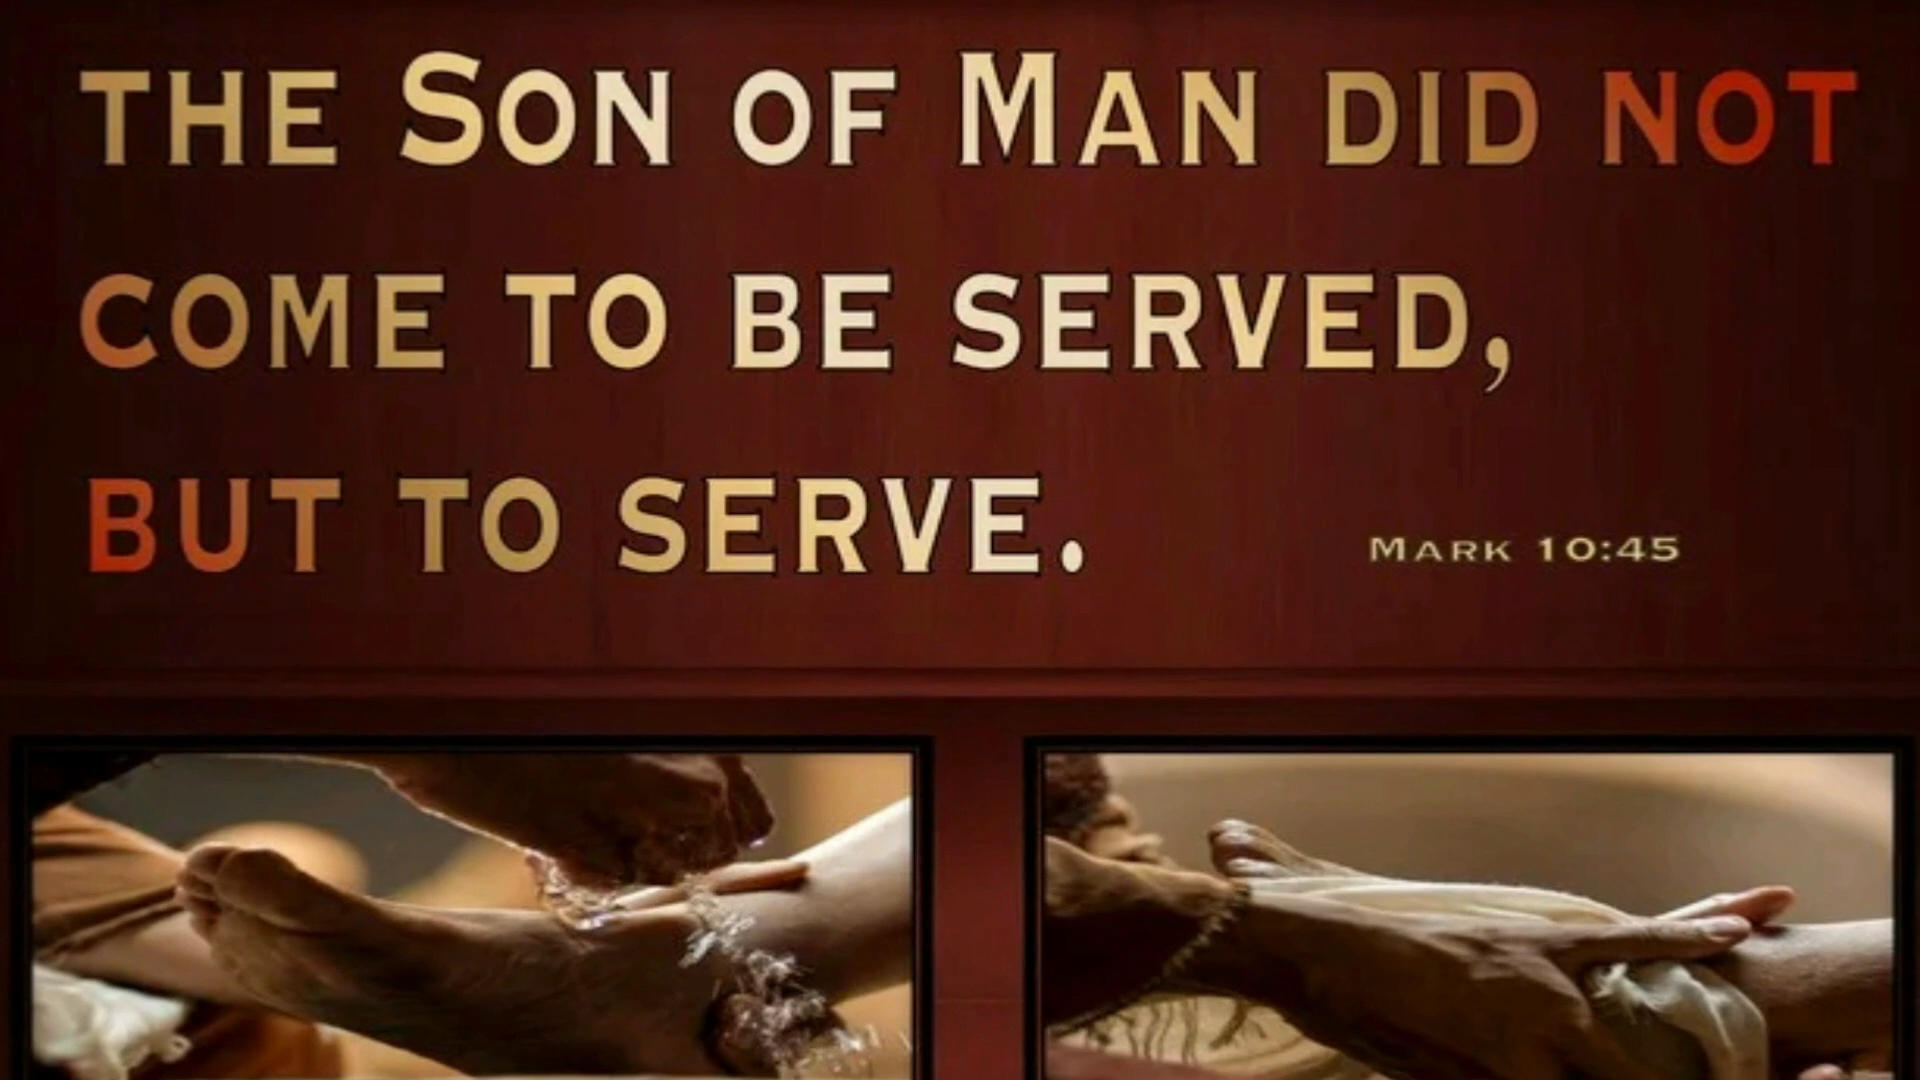 the Son of Man did not
come to be served,
but to serve.
Mark 10:45